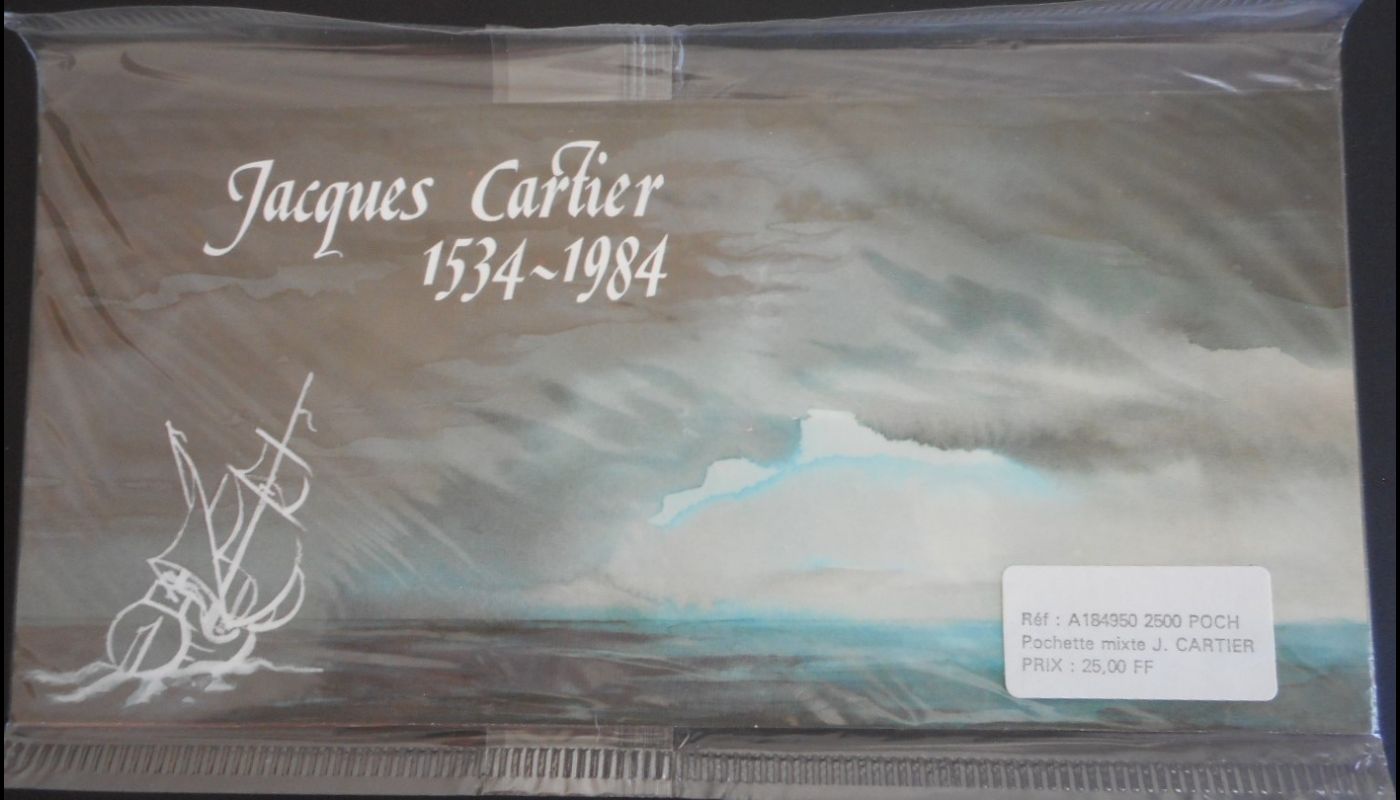 Jacques Cartier
1534~1984
Réf : A184950 2500 POCH
Pochette mixte J. CARTIER
PRIX : 25,00 FF